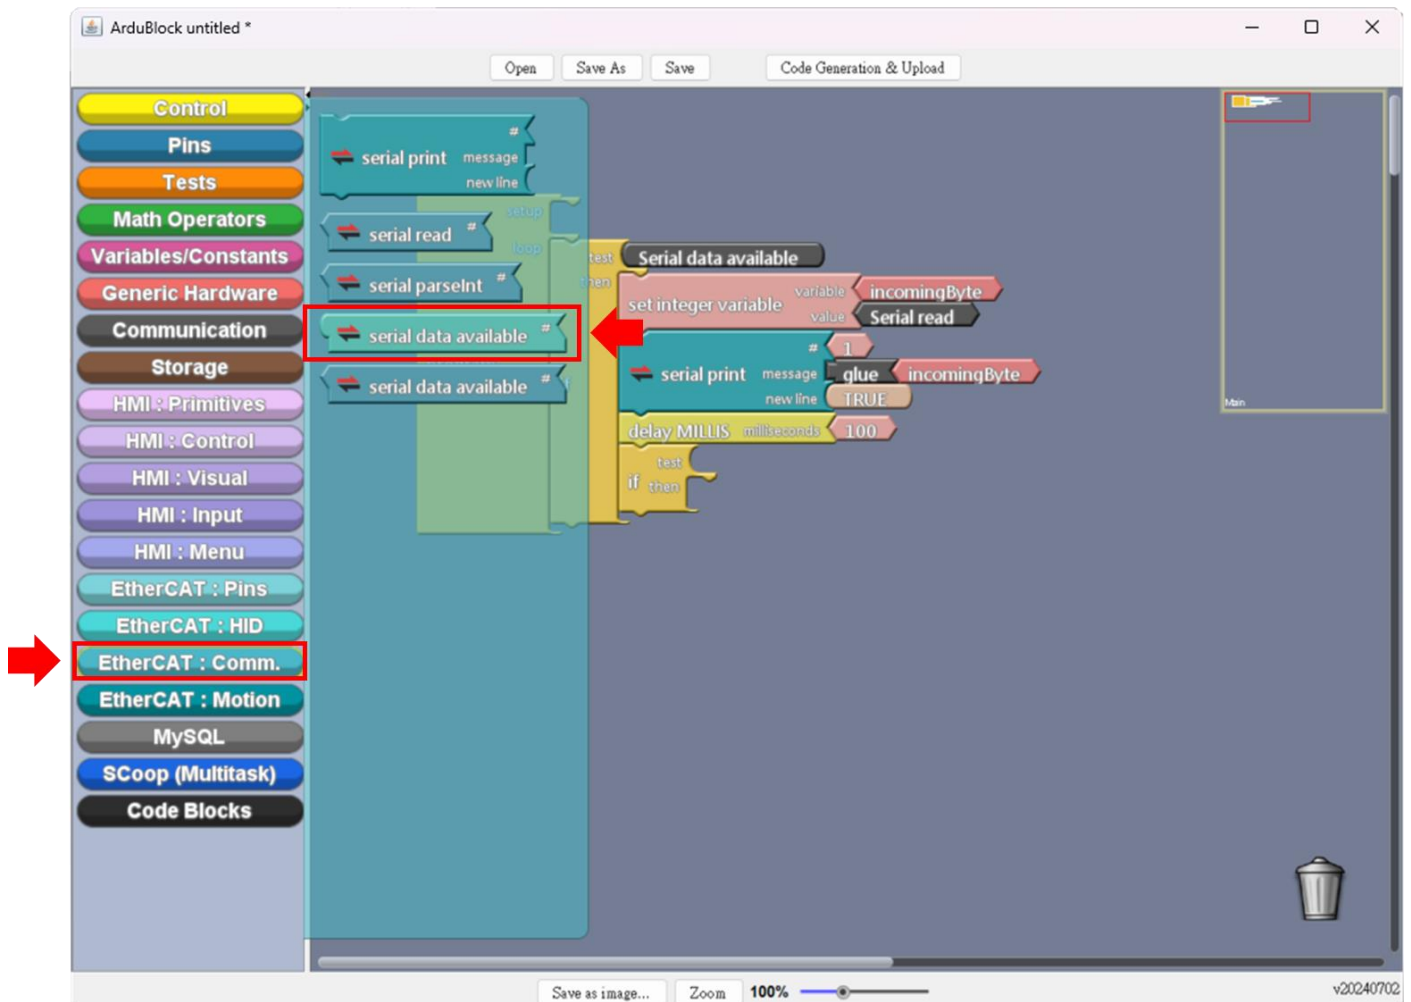 ArduBlock untitled *
Open
Save As
Save
Code Generation & Upload
Control
Pins
Tests
Math Operators
Variables/Constants
Generic Hardware
Communication
Storage
HMI : Primitives
HMI : Control
HMI : Visual
HMI : Input
HMI : Menu
EtherCAT : Pins
EtherCAT : HID
EtherCAT : Comm.
EtherCAT : Motion
MySQL
SCoop (Multitask)
Code Blocks
#
serial print message
new line
serial read #
serial parseInt #
serial data available #
serial data available #
setup
loop
test Serial data available
then
set integer variable variable incomingByte
value Serial read
# 1
serial print message glue incomingByte
new line TRUE
delay MILLIS milliseconds 100
test
if then
Main
Save as image...
Zoom
100%
v20240702